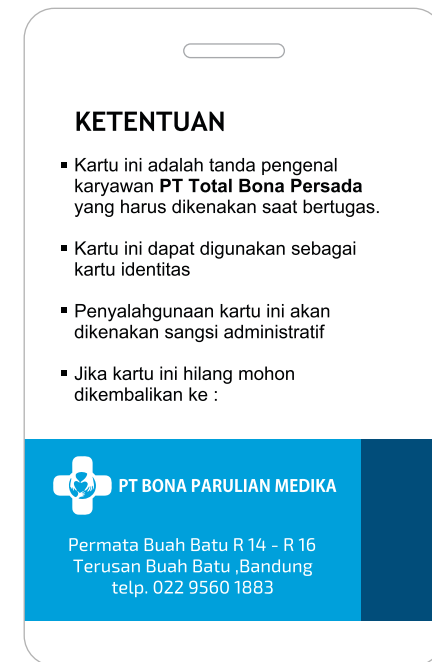 KETENTUAN
▪ Kartu ini adalah tanda pengenal
karyawan PT Total Bona Persada
yang harus dikenakan saat bertugas.
▪ Kartu ini dapat digunakan sebagai
kartu identitas
▪ Penyalahgunaan kartu ini akan
dikenakan sangsi administratif
▪ Jika kartu ini hilang mohon
dikembalikan ke :
PT BONA PARULIAN MEDIKA
Permata Buah Batu R 14 - R 16
Terusan Buah Batu ,Bandung
telp. 022 9560 1883